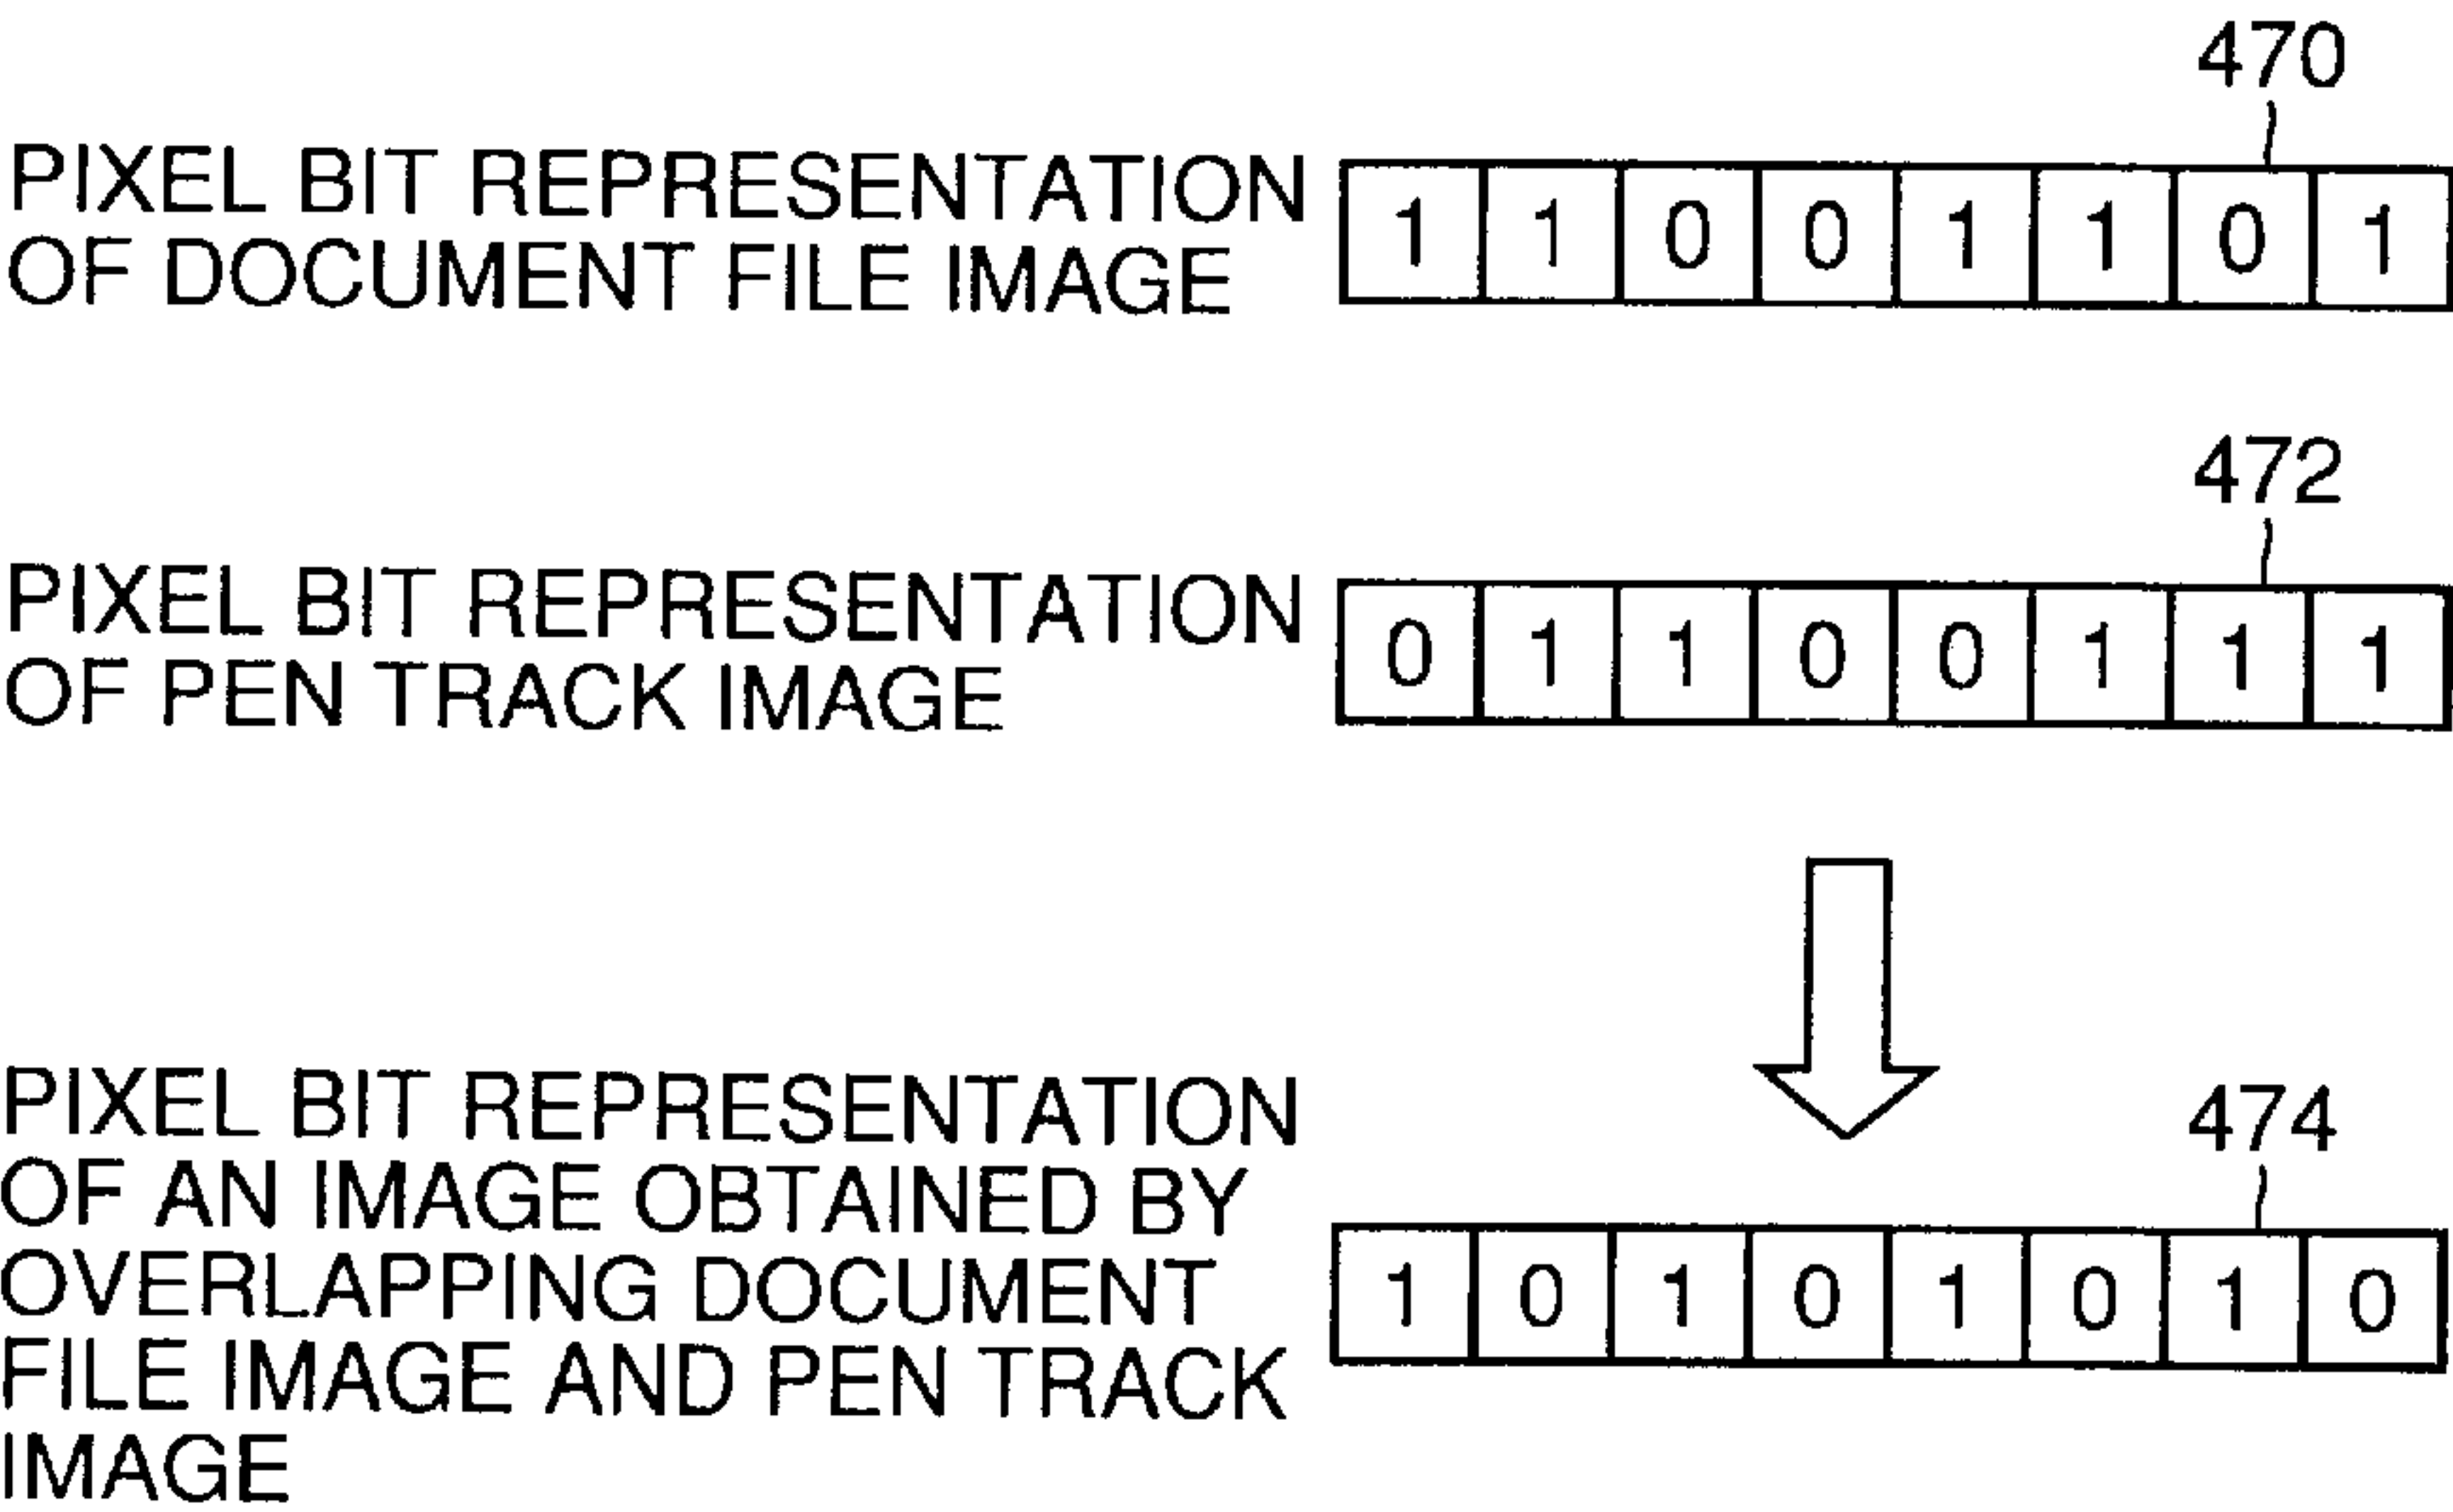 470
PIXEL BIT REPRESENTATION
OF DOCUMENT FILE IMAGE
1 1 0 0 1 1 0 1
472
PIXEL BIT REPRESENTATION
OF PEN TRACK IMAGE
0 1 1 0 0 1 1 1
474
PIXEL BIT REPRESENTATION
OF AN IMAGE OBTAINED BY
OVERLAPPING DOCUMENT
FILE IMAGE AND PEN TRACK
IMAGE
1 0 1 0 1 0 1 0